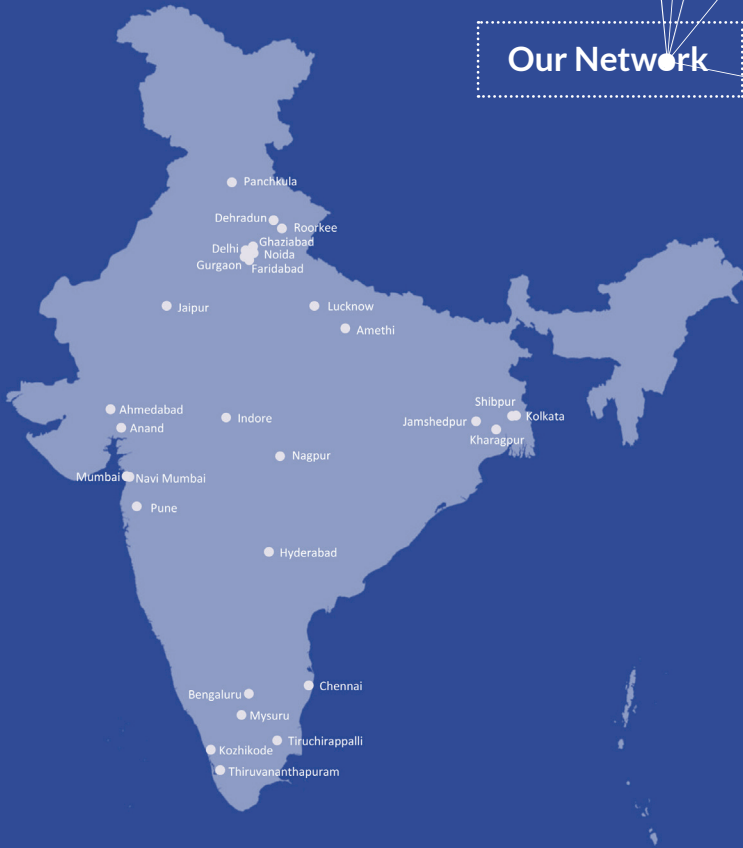 Our Network
Panchkula
Dehradun
Roorkee
Ghaziabad
Delhi
Noida
Gurgaon
Faridabad
Jaipur
Lucknow
Amethi
Shibpur
Ahmedabad
Indore
Jamshedpur
Kolkata
Anand
Kharagpur
Nagpur
Mumbai
Navi Mumbai
Pune
Hyderabad
Chennai
Bengaluru
Mysuru
Tiruchirappalli
Kozhikode
Thiruvananthapuram